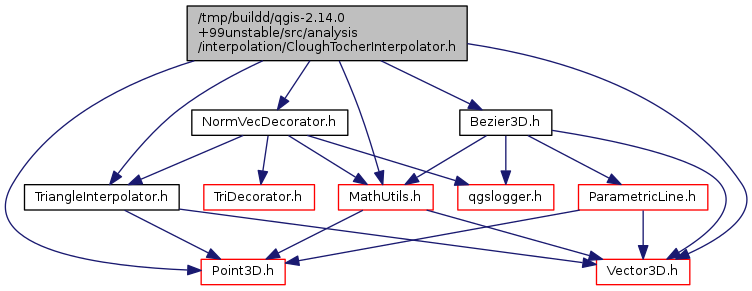 /tmp/buildd/qgis-2.14.0
+99unstable/src/analysis
/interpolation/CloughTocherInterpolator.h
NormVecDecorator.h
Bezier3D.h
TriangleInterpolator.h
TriDecorator.h
MathUtils.h
qgslogger.h
ParametricLine.h
Point3D.h
Vector3D.h